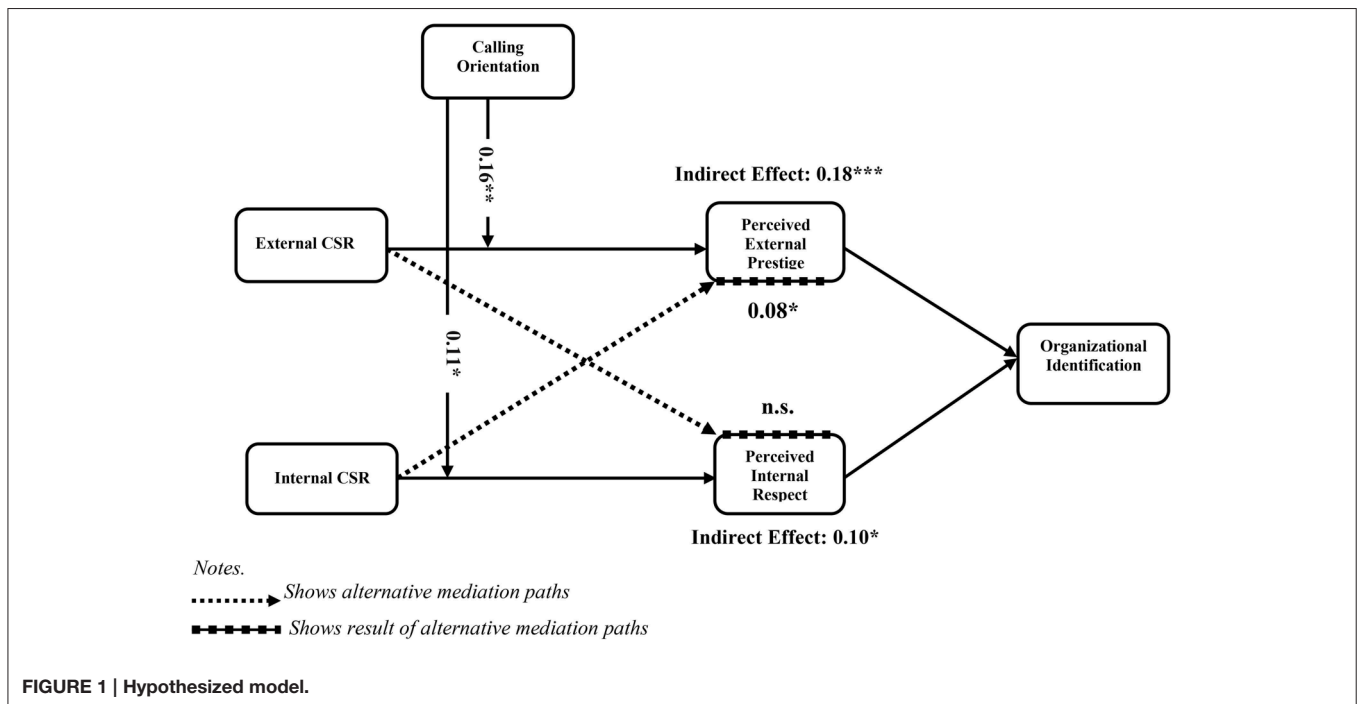 Calling
Orientation
0.16**
0.11*
Indirect Effect: 0.18***
External CSR
Perceived
External
Prestige
0.08*
Organizational
Identification
n.s.
Internal CSR
Perceived
Internal
Respect
Indirect Effect: 0.10*
Notes.
Shows alternative mediation paths
Shows result of alternative mediation paths
FIGURE 1 | Hypothesized model.